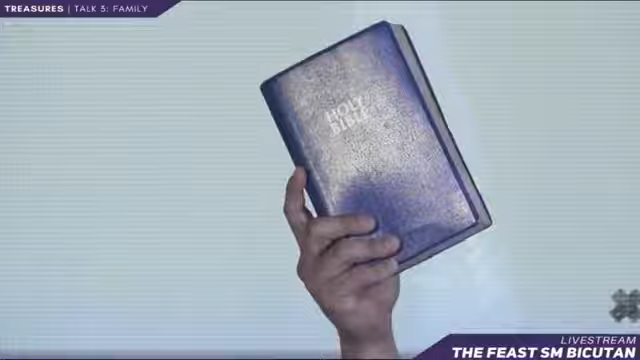 TREASURES | TALK 3: FAMILY
HOLY
BIBLE
LIVESTREAM
THE FEAST SM BICUTAN